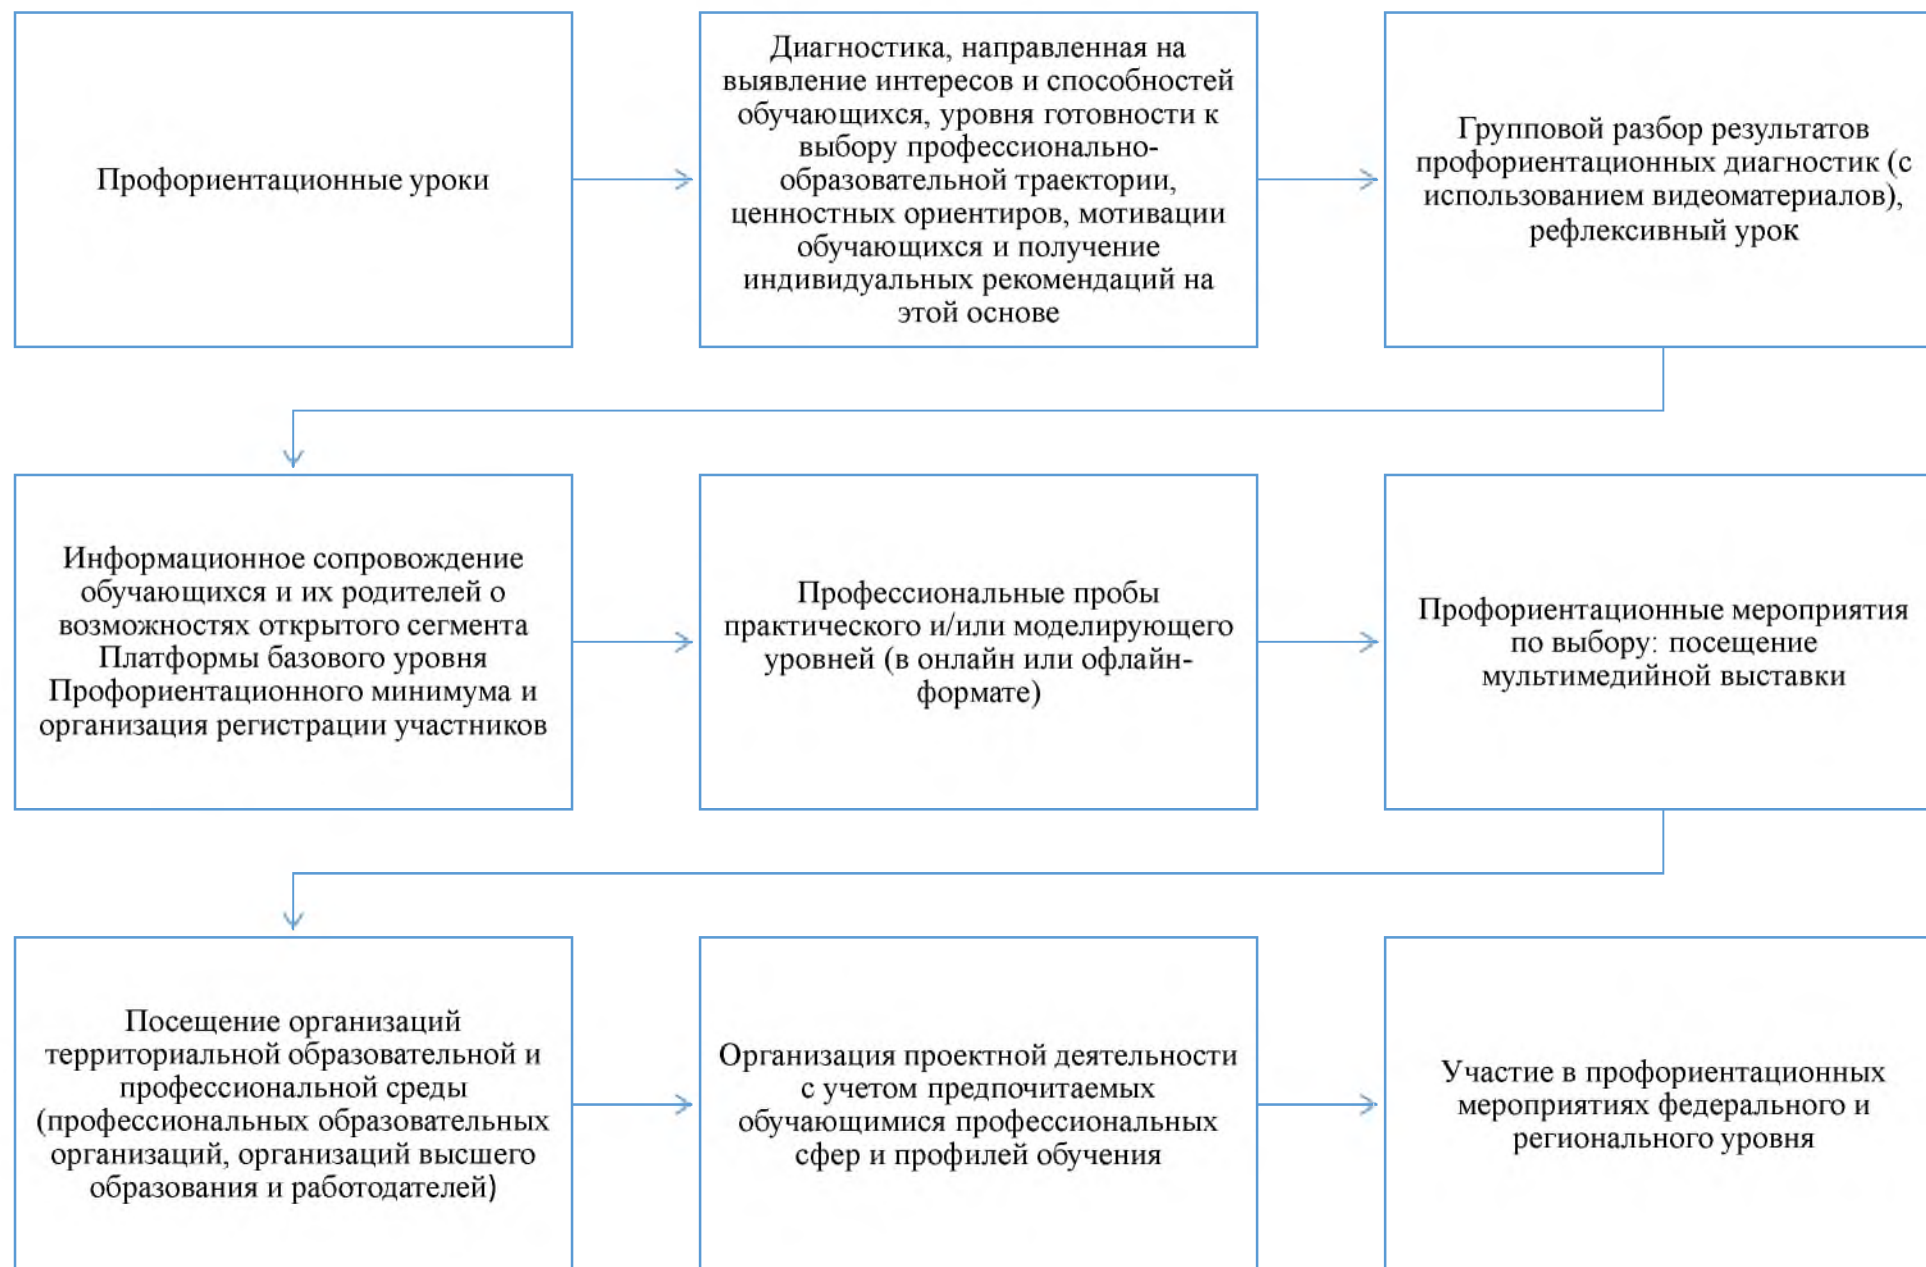 Профориентационные уроки
Диагностика, направленная на
выявление интересов и способностей
обучающихся, уровня готовности к
выбору профессионально-
образовательной траектории,
ценностных ориентиров, мотивации
обучающихся и получение
индивидуальных рекомендаций на
этой основе
Групповой разбор результатов
профориентационных диагностик (с
использованием видеоматериалов),
рефлексивный урок
Информационное сопровождение
обучающихся и их родителей о
возможностях открытого сегмента
Платформы базового уровня
Профориентационного минимума и
организация регистрации участников
Профессиональные пробы
практического и/или моделирующего
уровней (в онлайн или офлайн-
формате)
Профориентационные мероприятия
по выбору: посещение
мультимедийной выставки
Посещение организаций
территориальной образовательной и
профессиональной среды
(профессиональных образовательных
организаций, организаций высшего
образования и работодателей)
Организация проектной деятельности
с учетом предпочитаемых
обучающимися профессиональных
сфер и профилей обучения
Участие в профориентационных
мероприятиях федерального и
регионального уровня